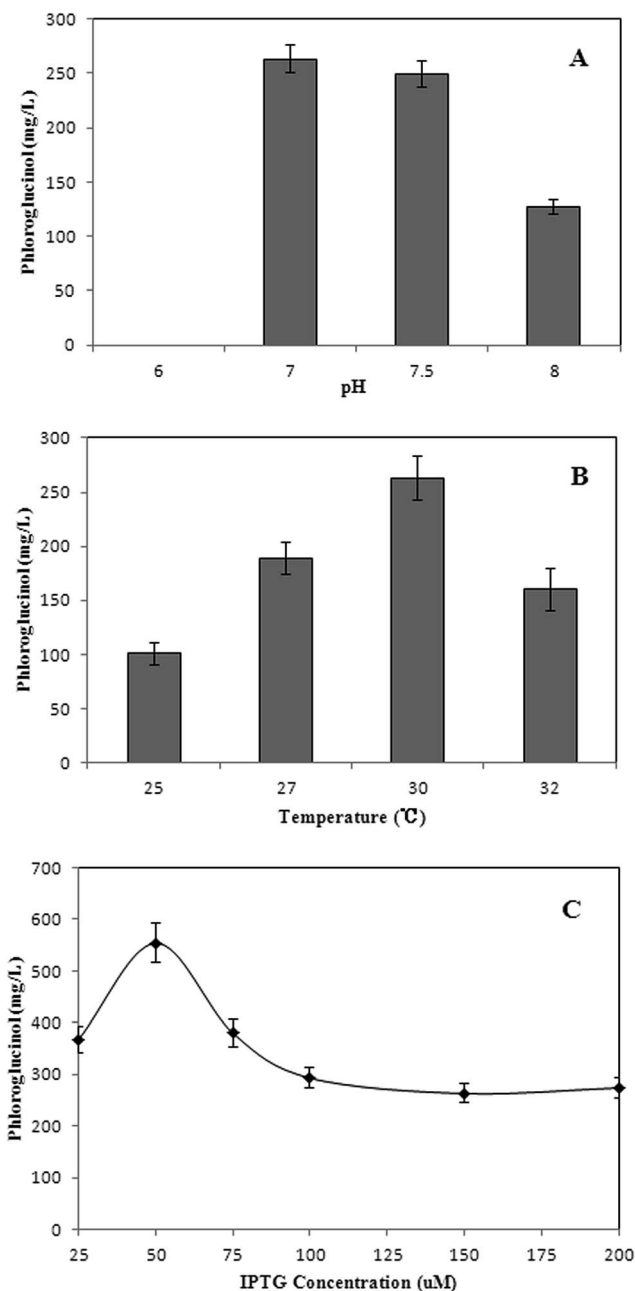 300
A
250
200
150
100
50
0
Phloroglucinol (mg/L)
6 7 7.5 8
pH
300
B
250
200
150
100
50
0
Phloroglucinol (mg/L)
25 27 30 32
Temperature (℃)
700
C
600
500
400
300
200
100
0
Phloroglucinol (mg/L)
25 50 75 100 125 150 175 200
IPTG Concentration (uM)